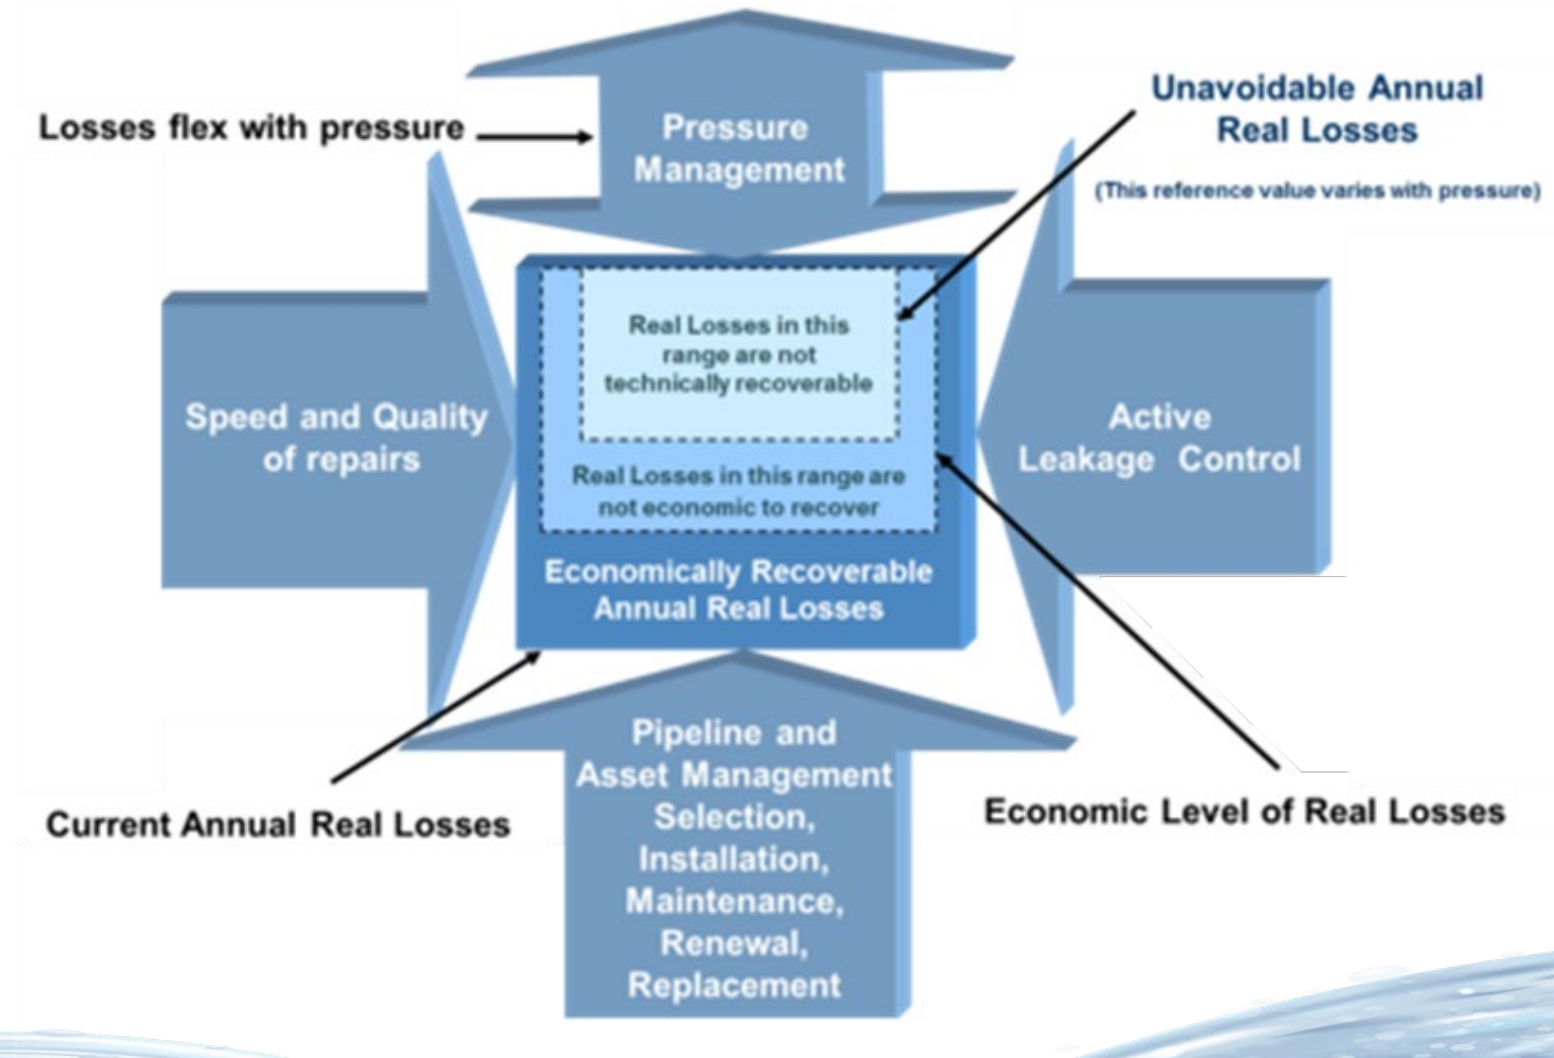 Losses flex with pressure
Pressure
Management
Unavoidable Annual
Real Losses
(This reference value varies with pressure)
Real Losses in this
range are not
technically recoverable
Speed and Quality
of repairs
Active
Leakage Control
Real Losses in this range are
not economic to recover
Economically Recoverable
Annual Real Losses
Current Annual Real Losses
Economic Level of Real Losses
Pipeline and
Asset Management
Selection,
Installation,
Maintenance,
Renewal,
Replacement